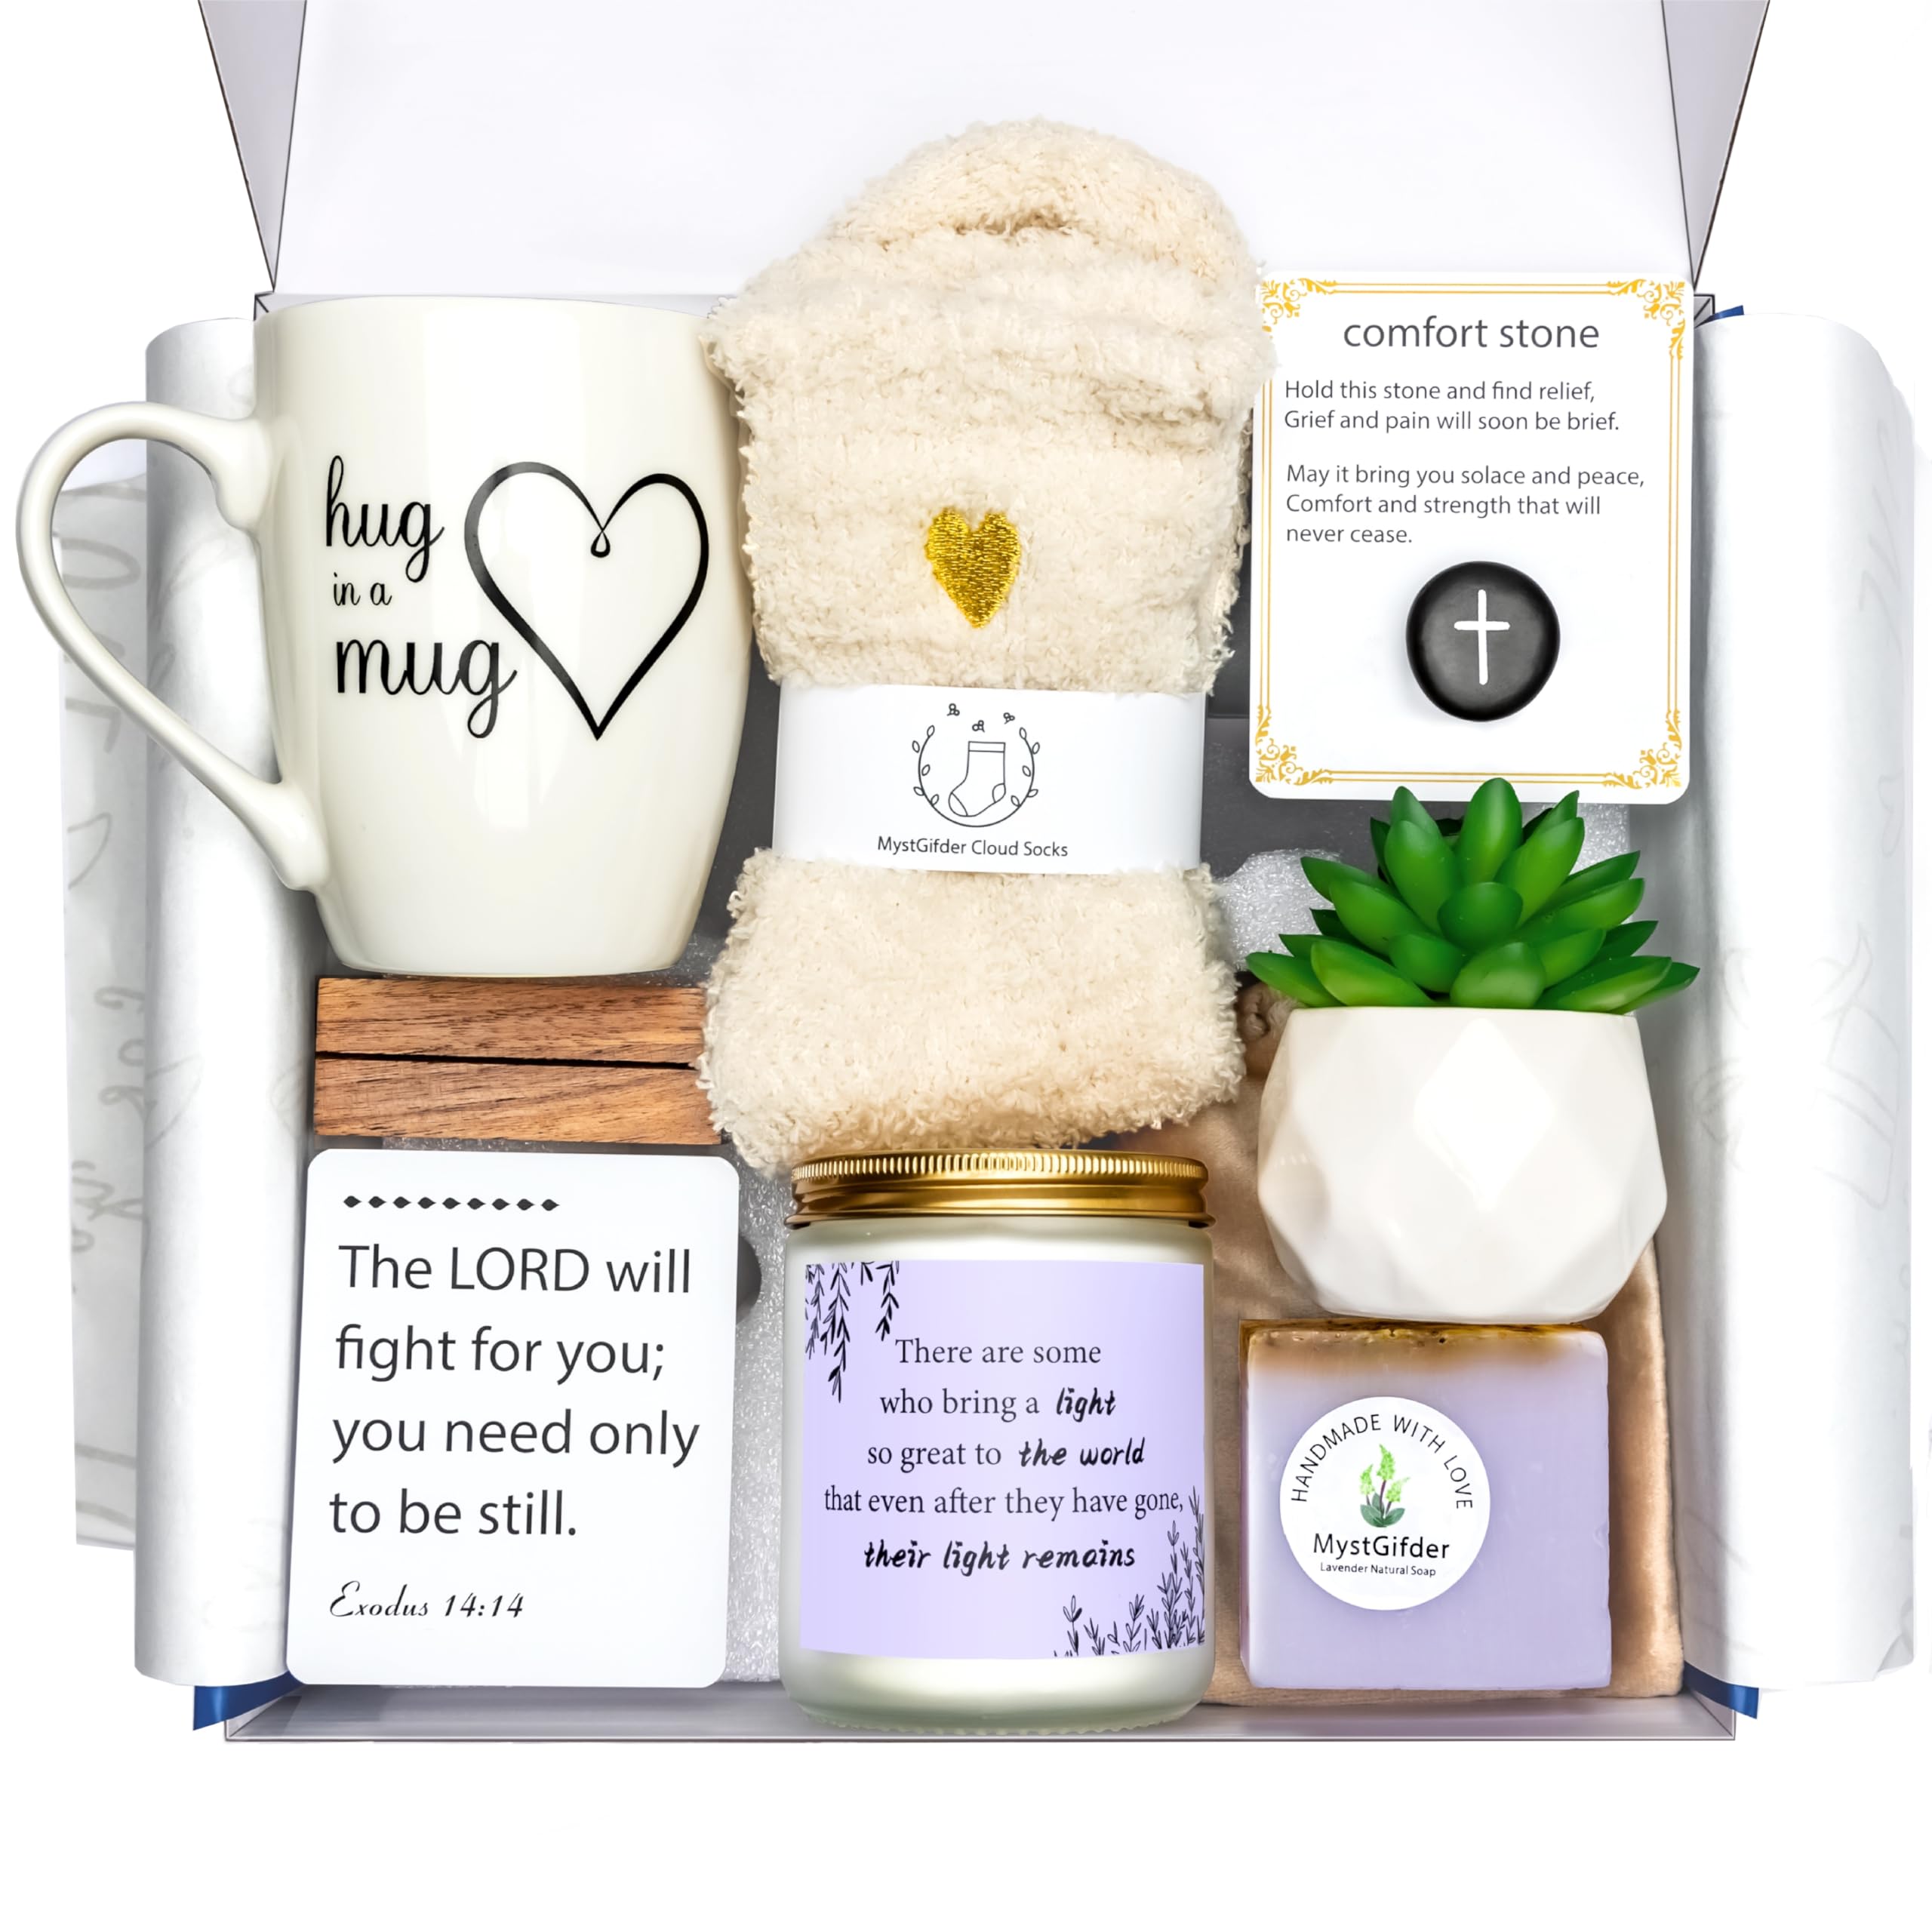 hug
in a
mug
MystGifder Cloud Socks
comfort stone
Hold this stone and find relief,
Grief and pain will soon be brief.
May it bring you solace and peace,
Comfort and strength that will
never cease.
The LORD will
fight for you;
you need only
to be still.
Exodus 14:14
There are some
who bring a light
so great to the world
that even after they have gone,
their light remains
HANDMADE WITH LOVE
MystGifder
Lavender Natural Soap